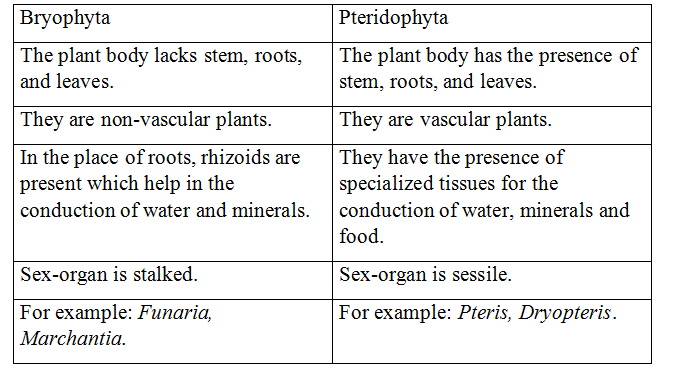 Bryophyta
Pteridophyta
The plant body lacks stem, roots,
and leaves.
The plant body has the presence of
stem, roots, and leaves.
They are non-vascular plants.
They are vascular plants.
In the place of roots, rhizoids are
present which help in the
conduction of water and minerals.
They have the presence of
specialized tissues for the
conduction of water, minerals and
food.
Sex-organ is stalked.
Sex-organ is sessile.
For example: Funaria,
Marchantia.
For example: Pteris, Dryopteris.